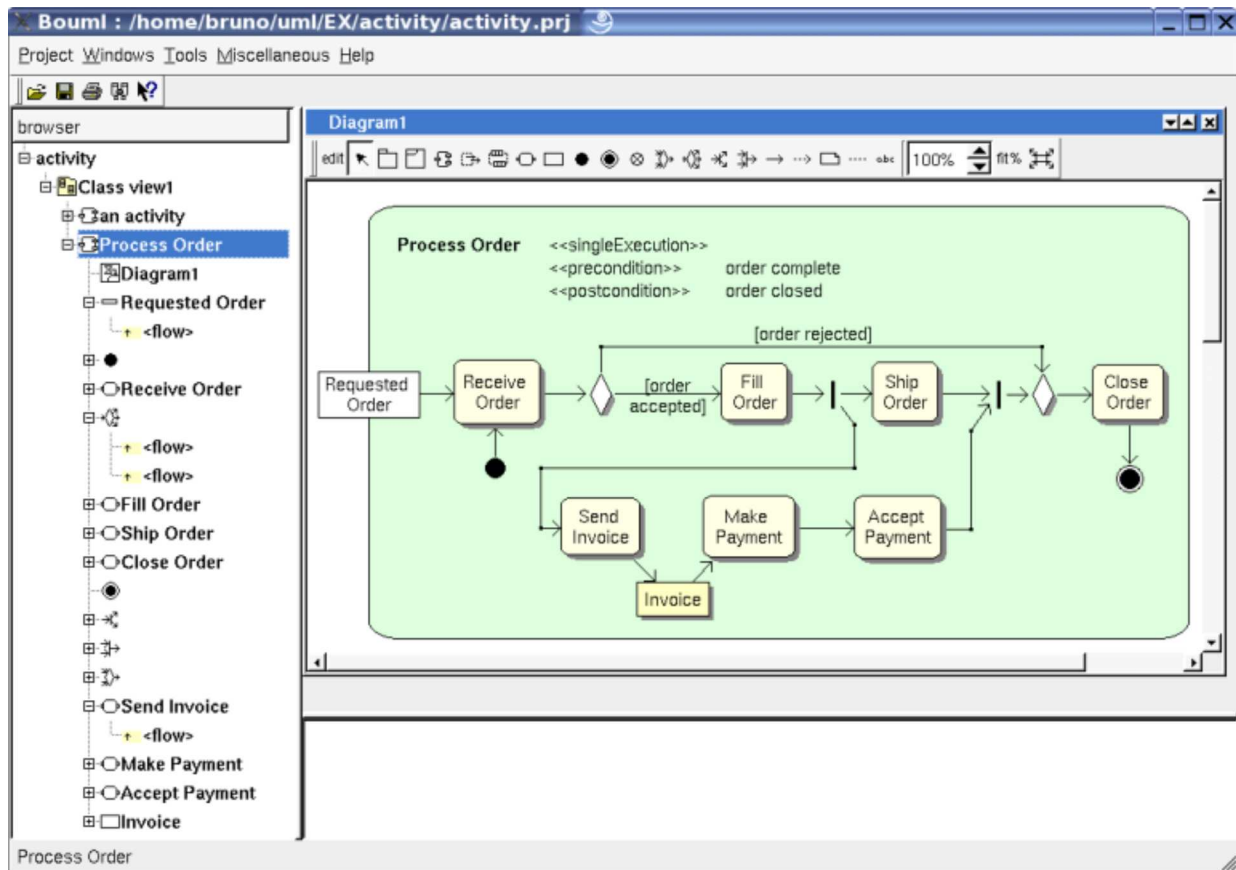 Bouml : /home/bruno/uml/EX/activity/activity.prj
Project Windows Tools Miscellaneous Help
browser
activity
Class view1
an activity
Process Order
Diagram1
Requested Order
<flow>
Receive Order
<flow>
<flow>
Fill Order
Ship Order
Close Order
Send Invoice
<flow>
Make Payment
Accept Payment
Invoice
Diagram1
edit
abc
100%
fit%
Process Order <<singleExecution>>
<<precondition>> order complete
<<postcondition>> order closed
[order rejected]
Requested
Order
Receive
Order
[order
accepted]
Fill
Order
Ship
Order
Close
Order
Send
Invoice
Make
Payment
Accept
Payment
Invoice
Process Order